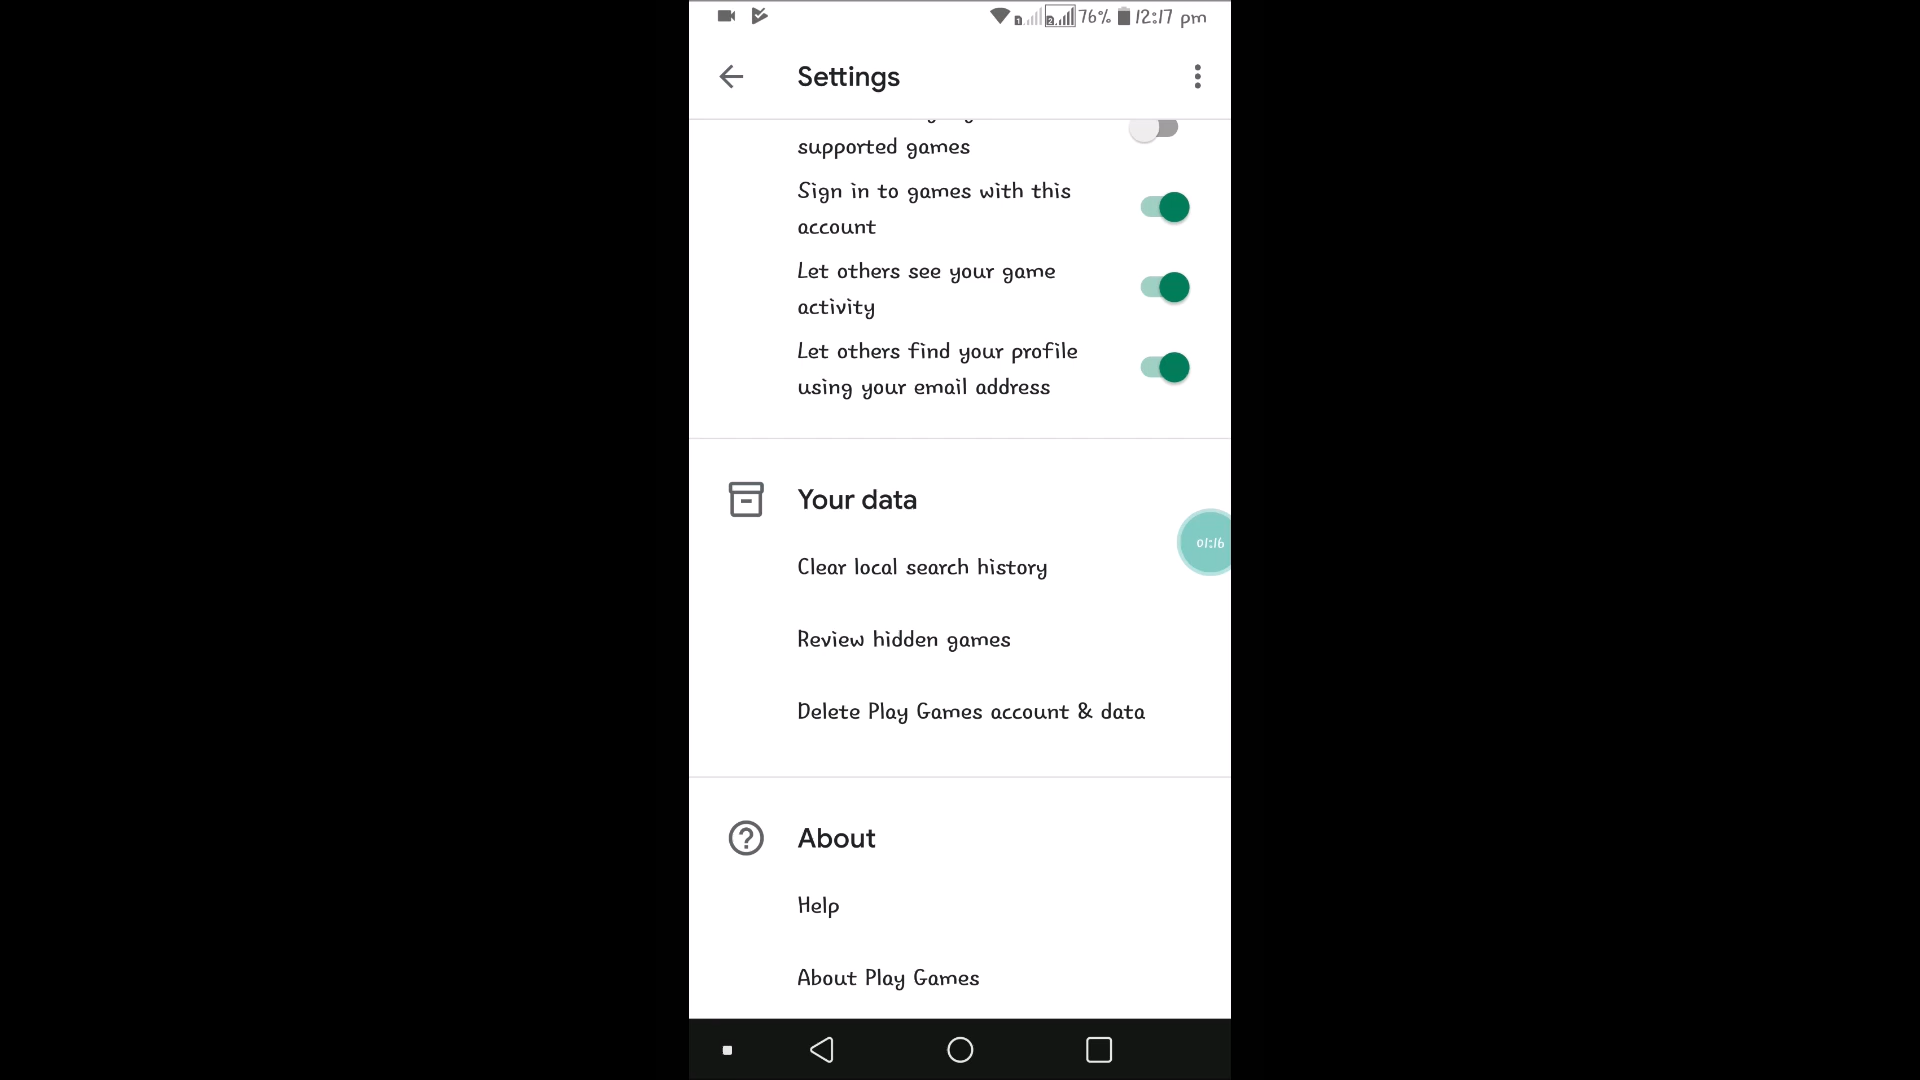 76% 12:17 pm
Settings
supported games
Sign in to games with this
account
Let others see your game
activity
Let others find your profile
using your email address
Your data
01:16
Clear local search history
Review hidden games
Delete Play Games account & data
About
Help
About Play Games